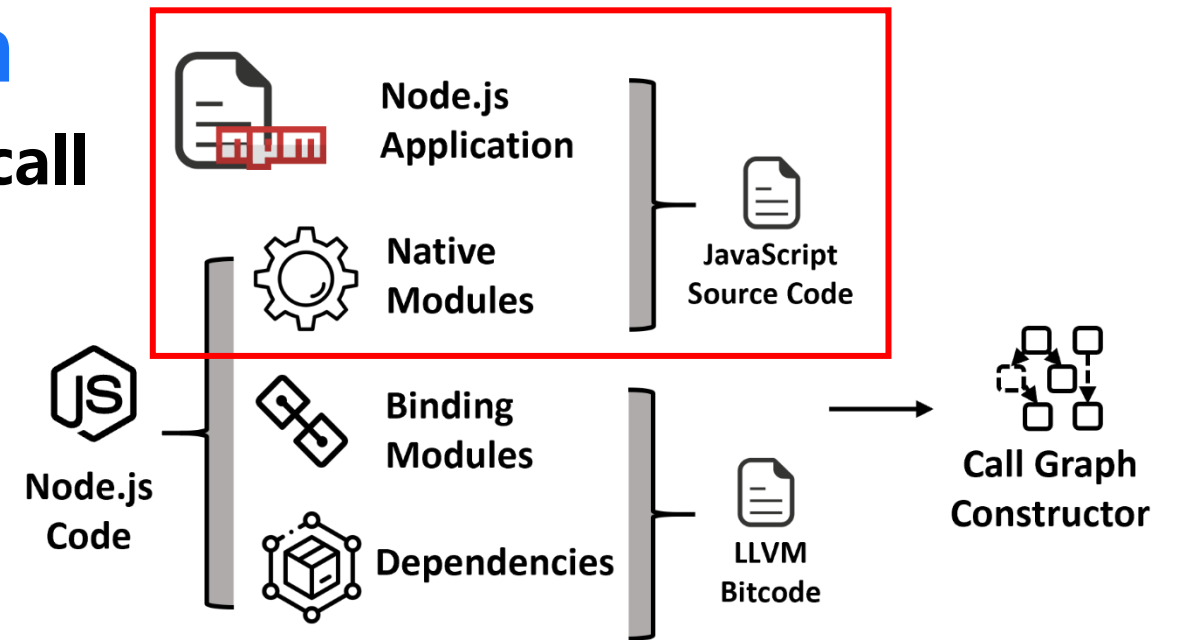 call
Node.js
Application
npm
Native
Modules
JavaScript
Source Code
JS
Node.js
Code
Binding
Modules
Dependencies
LLVM
Bitcode
Call Graph
Constructor